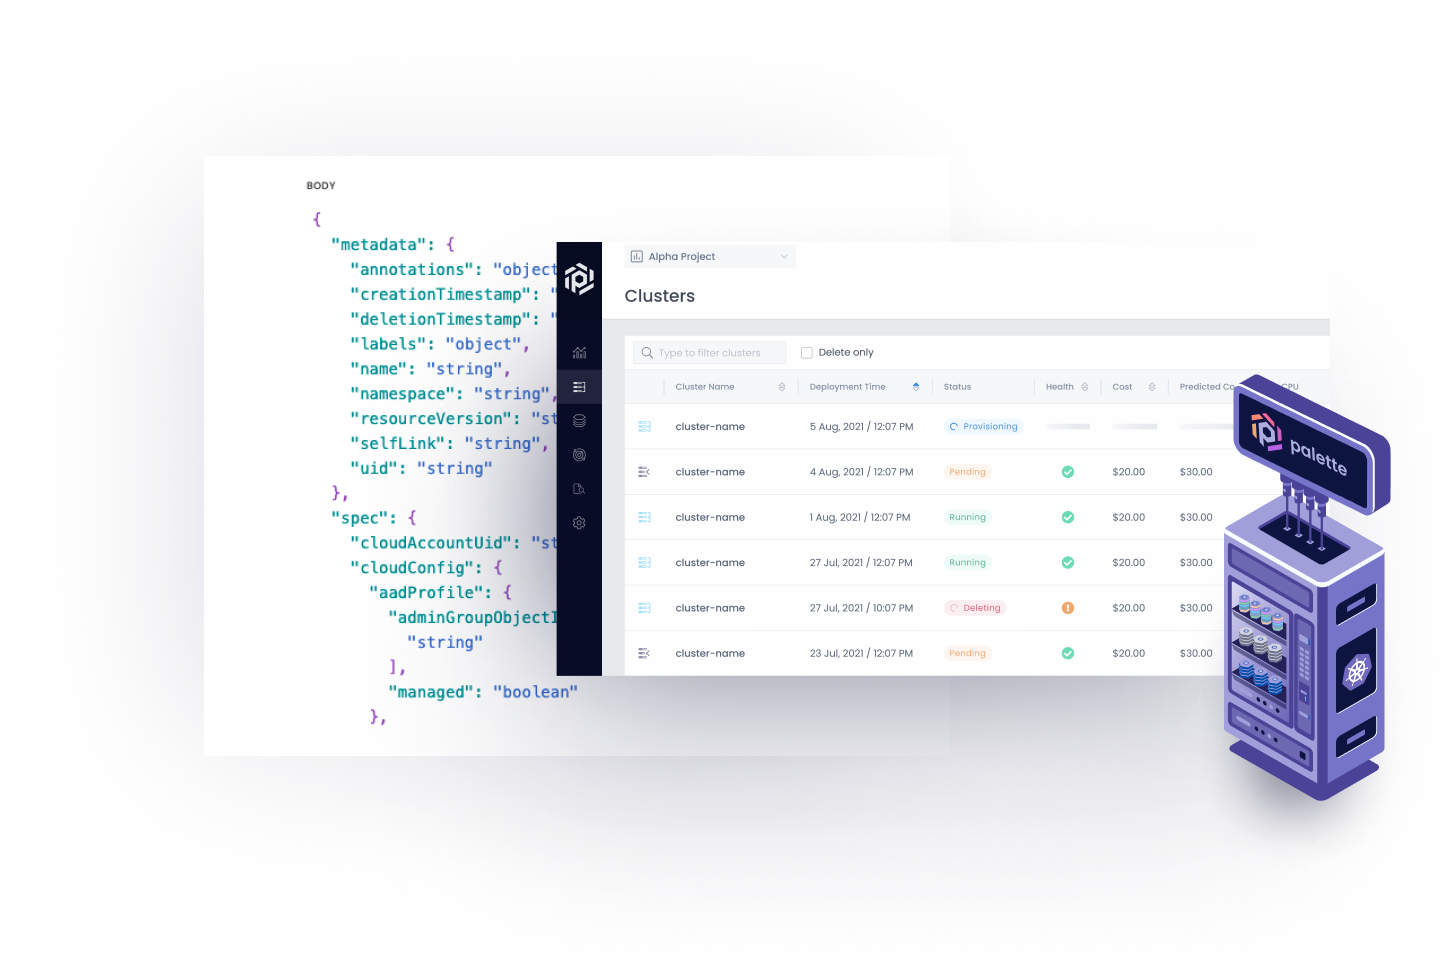 BODY
{
"metadata": {
"annotations": "object
"creationTimestamp": "
"deletionTimestamp": "
"labels": "object",
"name": "string",
"namespace": "string",
"resourceVersion": "st
"selfLink": "string",
"uid": "string"
},
"spec": {
"cloudAccountUid": "st
"cloudConfig": {
"aadProfile": {
"adminGroupObjectI
"string"
],
"managed": "boolean"
},
Alpha Project
Clusters
Type to filter clusters Delete only
Cluster Name Deployment Time Status Health Cost Predicted Co CPU
cluster-name 5 Aug, 2021 / 12:07 PM Provisioning
cluster-name 4 Aug, 2021 / 12:07 PM Pending $20.00 $30.00
cluster-name 1 Aug, 2021 / 12:07 PM Running $20.00 $30.00
cluster-name 27 Jul, 2021 / 12:07 PM Running $20.00 $30.00
cluster-name 27 Jul, 2021 / 10:07 PM Deleting $20.00 $30.00
cluster-name 23 Jul, 2021 / 12:07 PM Pending $20.00 $30.00
palette